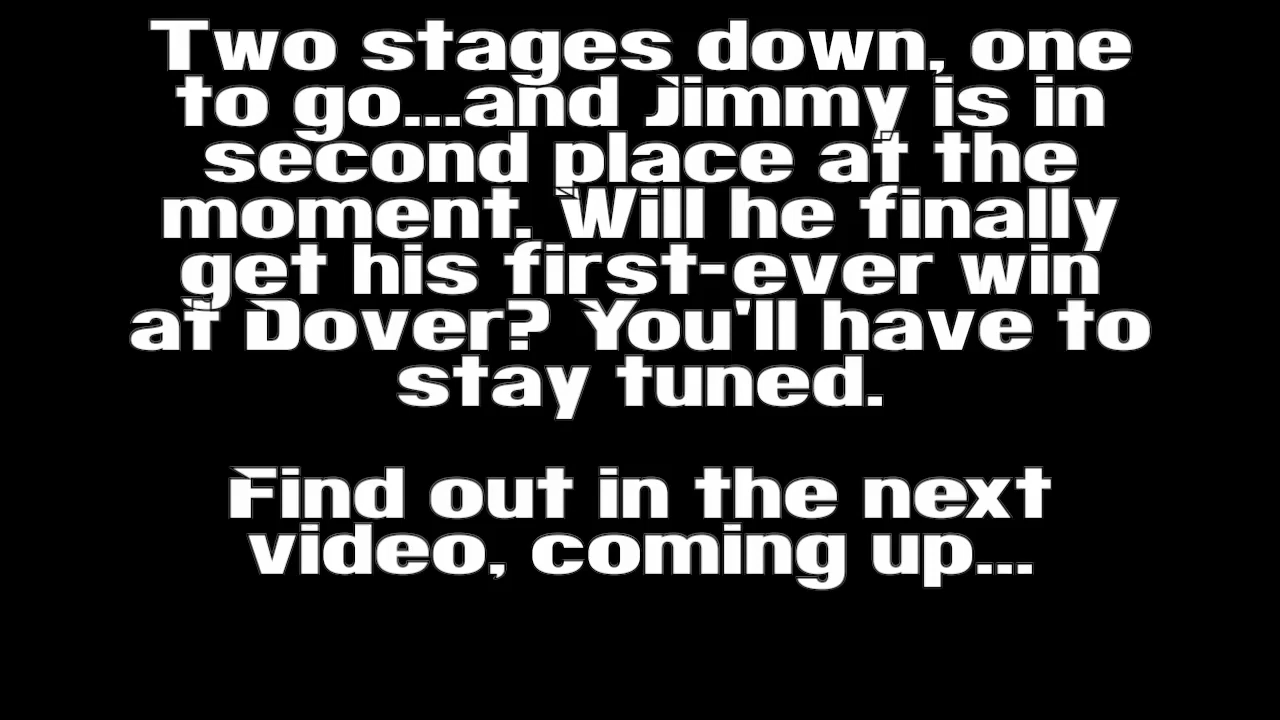 Two stages down, one
to go...and Jimmy is in
second place at the
moment. Will he finally
get his first-ever win
at Dover? You'll have to
stay tuned.
Find out in the next
video, coming up...